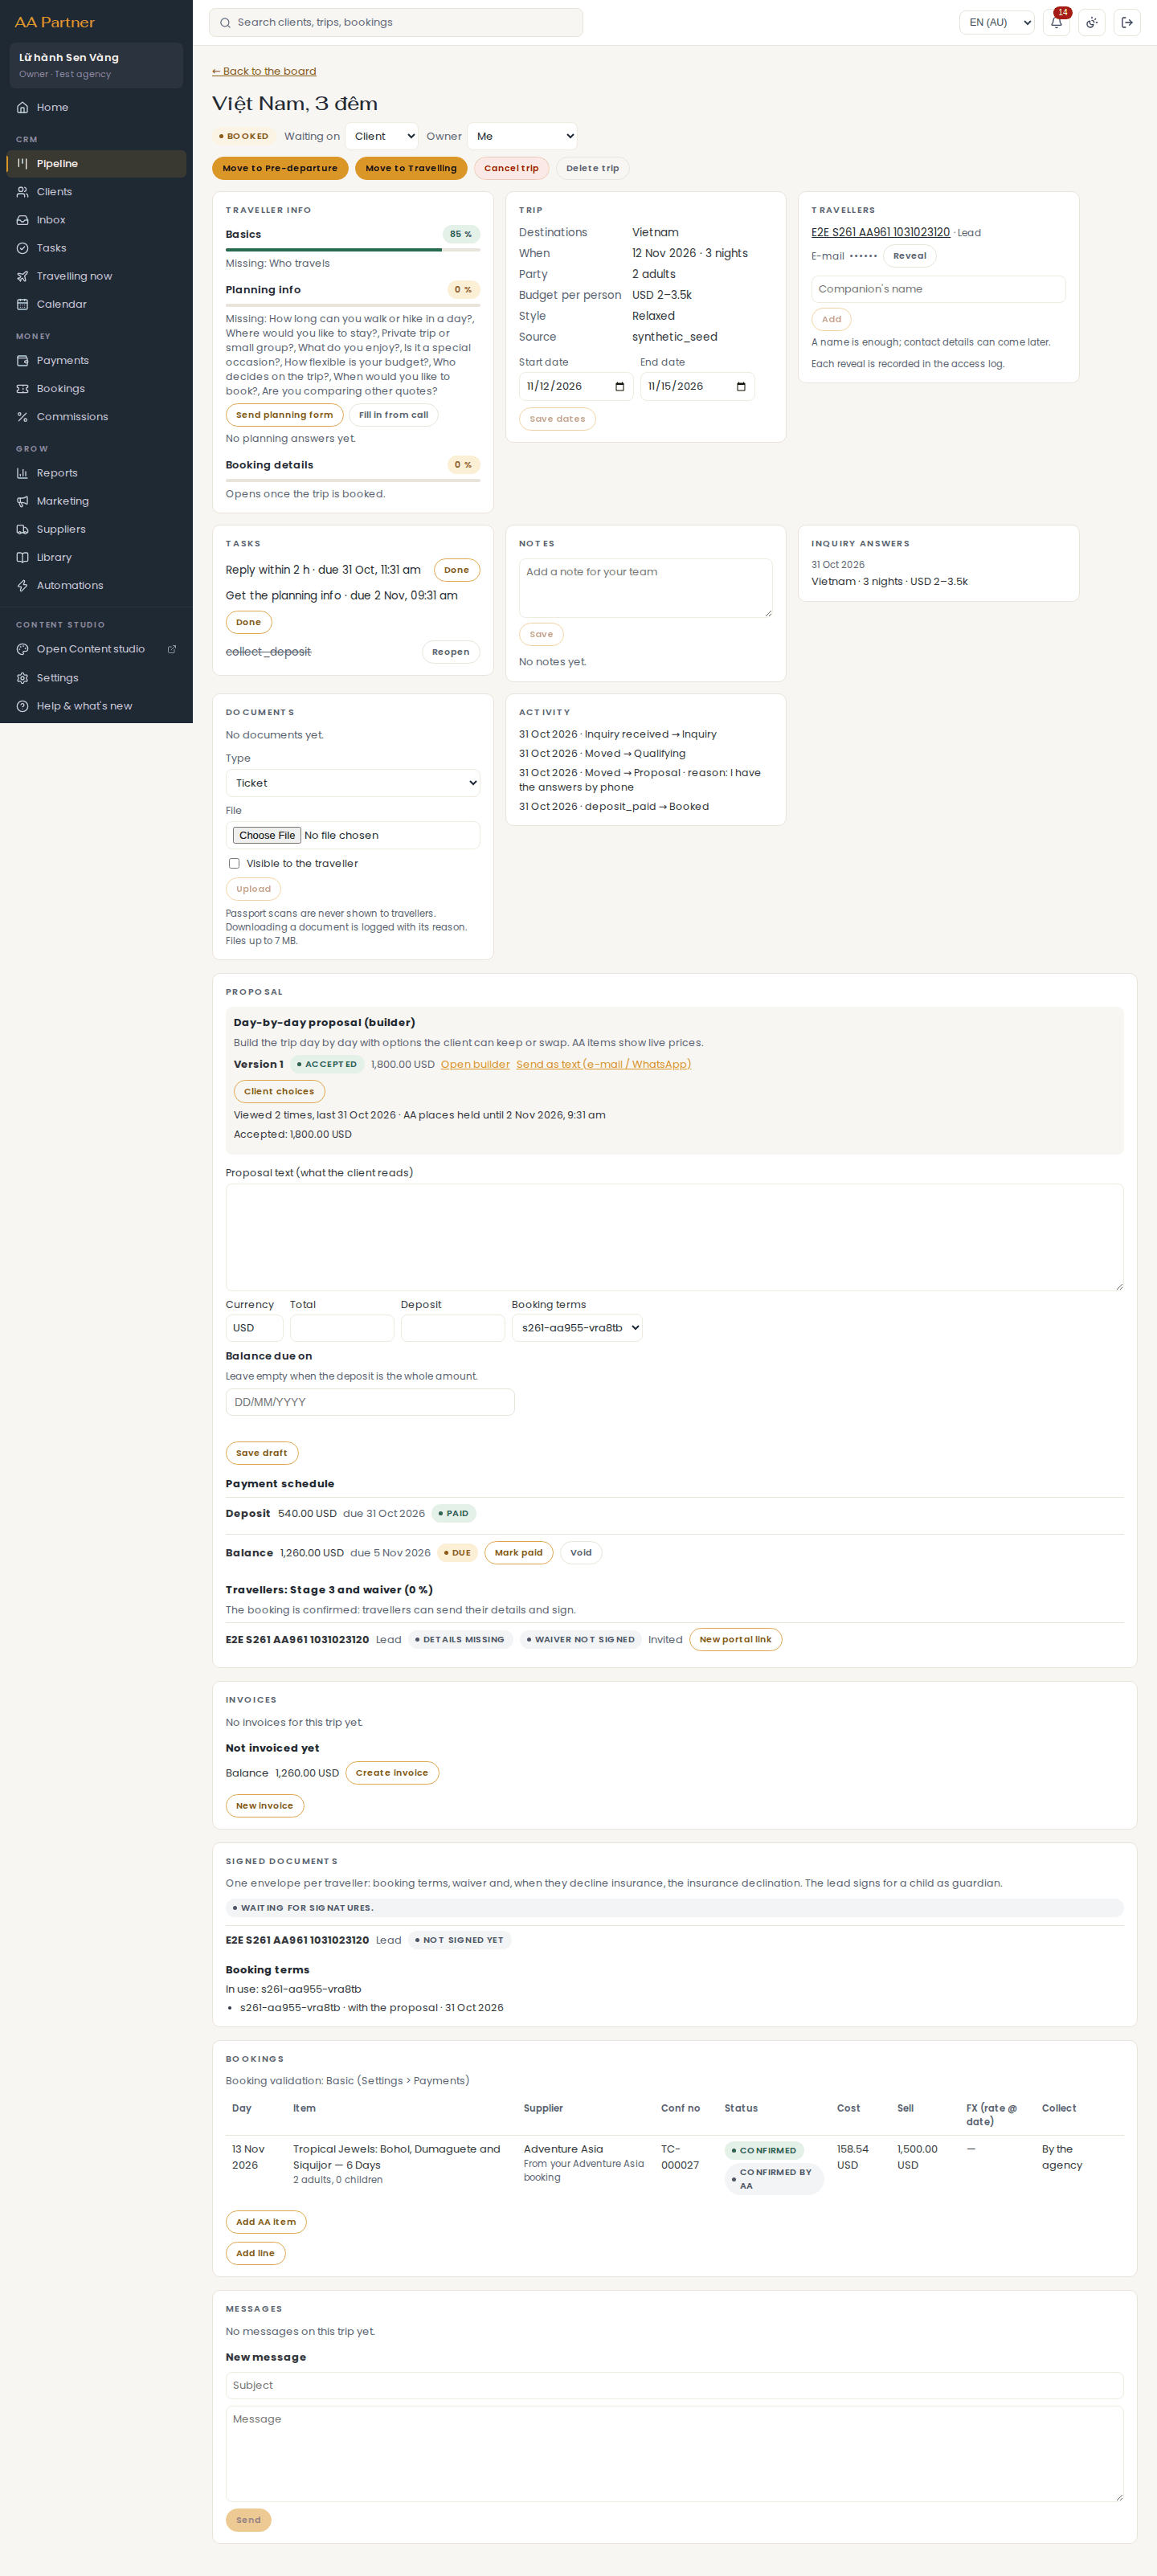 AA Partner
Lữ hành Sen Vàng
Owner · Test agency
Home
CRM
Pipeline
Clients
Inbox
Tasks
Travelling now
Calendar
MONEY
Payments
Bookings
Commissions
GROW
Reports
Marketing
Suppliers
Library
Automations
CONTENT STUDIO
Open Content studio
Settings
Help & what's new
Search clients, trips, bookings
EN (AU)
14
← Back to the board
Việt Nam, 3 đêm
BOOKED Waiting on Client Owner Me
Move to Pre-departure Move to Travelling Cancel trip Delete trip
TRAVELLER INFO
Basics 85 %
Missing: Who travels
Planning info 0 %
Missing: How long can you walk or hike in a day?,
Where would you like to stay?, Private trip or
small group?, What do you enjoy?, Is it a special
occasion?, How flexible is your budget?, Who
decides on the trip?, When would you like to
book?, Are you comparing other quotes?
Send planning form Fill in from call
No planning answers yet.
Booking details 0 %
Opens once the trip is booked.
TRIP
Destinations Vietnam
When 12 Nov 2026 · 3 nights
Party 2 adults
Budget per person USD 2–3.5k
Style Relaxed
Source synthetic_seed
Start date End date
11/12/2026 11/15/2026
Save dates
TRAVELLERS
E2E S261 AA961 1031023120 · Lead
E-mail •••••• Reveal
Companion's name
Add
A name is enough; contact details can come later.
Each reveal is recorded in the access log.
TASKS
Reply within 2 h · due 31 Oct, 11:31 am Done
Get the planning info · due 2 Nov, 09:31 am
Done
collect_deposit Reopen
NOTES
Add a note for your team
Save
No notes yet.
INQUIRY ANSWERS
31 Oct 2026
Vietnam · 3 nights · USD 2–3.5k
DOCUMENTS
No documents yet.
Type
Ticket
File
Choose File No file chosen
Visible to the traveller
Upload
Passport scans are never shown to travellers.
Downloading a document is logged with its reason.
Files up to 7 MB.
ACTIVITY
31 Oct 2026 · Inquiry received → Inquiry
31 Oct 2026 · Moved → Qualifying
31 Oct 2026 · Moved → Proposal · reason: I have
the answers by phone
31 Oct 2026 · deposit_paid → Booked
PROPOSAL
Day-by-day proposal (builder)
Build the trip day by day with options the client can keep or swap. AA items show live prices.
Version 1 ACCEPTED 1,800.00 USD Open builder Send as text (e-mail / WhatsApp)
Client choices
Viewed 2 times, last 31 Oct 2026 · AA places held until 2 Nov 2026, 9:31 am
Accepted: 1,800.00 USD
Proposal text (what the client reads)
Currency Total Deposit Booking terms
USD s261-aa955-vra8tb
Balance due on
Leave empty when the deposit is the whole amount.
DD/MM/YYYY
Save draft
Payment schedule
Deposit 540.00 USD due 31 Oct 2026 PAID
Balance 1,260.00 USD due 5 Nov 2026 DUE Mark paid Void
Travellers: Stage 3 and waiver (0 %)
The booking is confirmed: travellers can send their details and sign.
E2E S261 AA961 1031023120 Lead DETAILS MISSING WAIVER NOT SIGNED Invited New portal link
INVOICES
No invoices for this trip yet.
Not invoiced yet
Balance 1,260.00 USD Create invoice
New invoice
SIGNED DOCUMENTS
One envelope per traveller: booking terms, waiver and, when they decline insurance, the insurance declination. The lead signs for a child as guardian.
WAITING FOR SIGNATURES.
E2E S261 AA961 1031023120 Lead NOT SIGNED YET
Booking terms
In use: s261-aa955-vra8tb
• s261-aa955-vra8tb · with the proposal · 31 Oct 2026
BOOKINGS
Booking validation: Basic (Settings > Payments)
Day Item Supplier Conf no Status Cost Sell FX (rate @ date) Collect
13 Nov 2026 Tropical Jewels: Bohol, Dumaguete and Siquijor — 6 Days Adventure Asia TC-000027 CONFIRMED 158.54 USD 1,500.00 USD — By the agency
2 adults, 0 children From your Adventure Asia booking CONFIRMED BY AA
Add AA item
Add line
MESSAGES
No messages on this trip yet.
New message
Subject
Message
Send